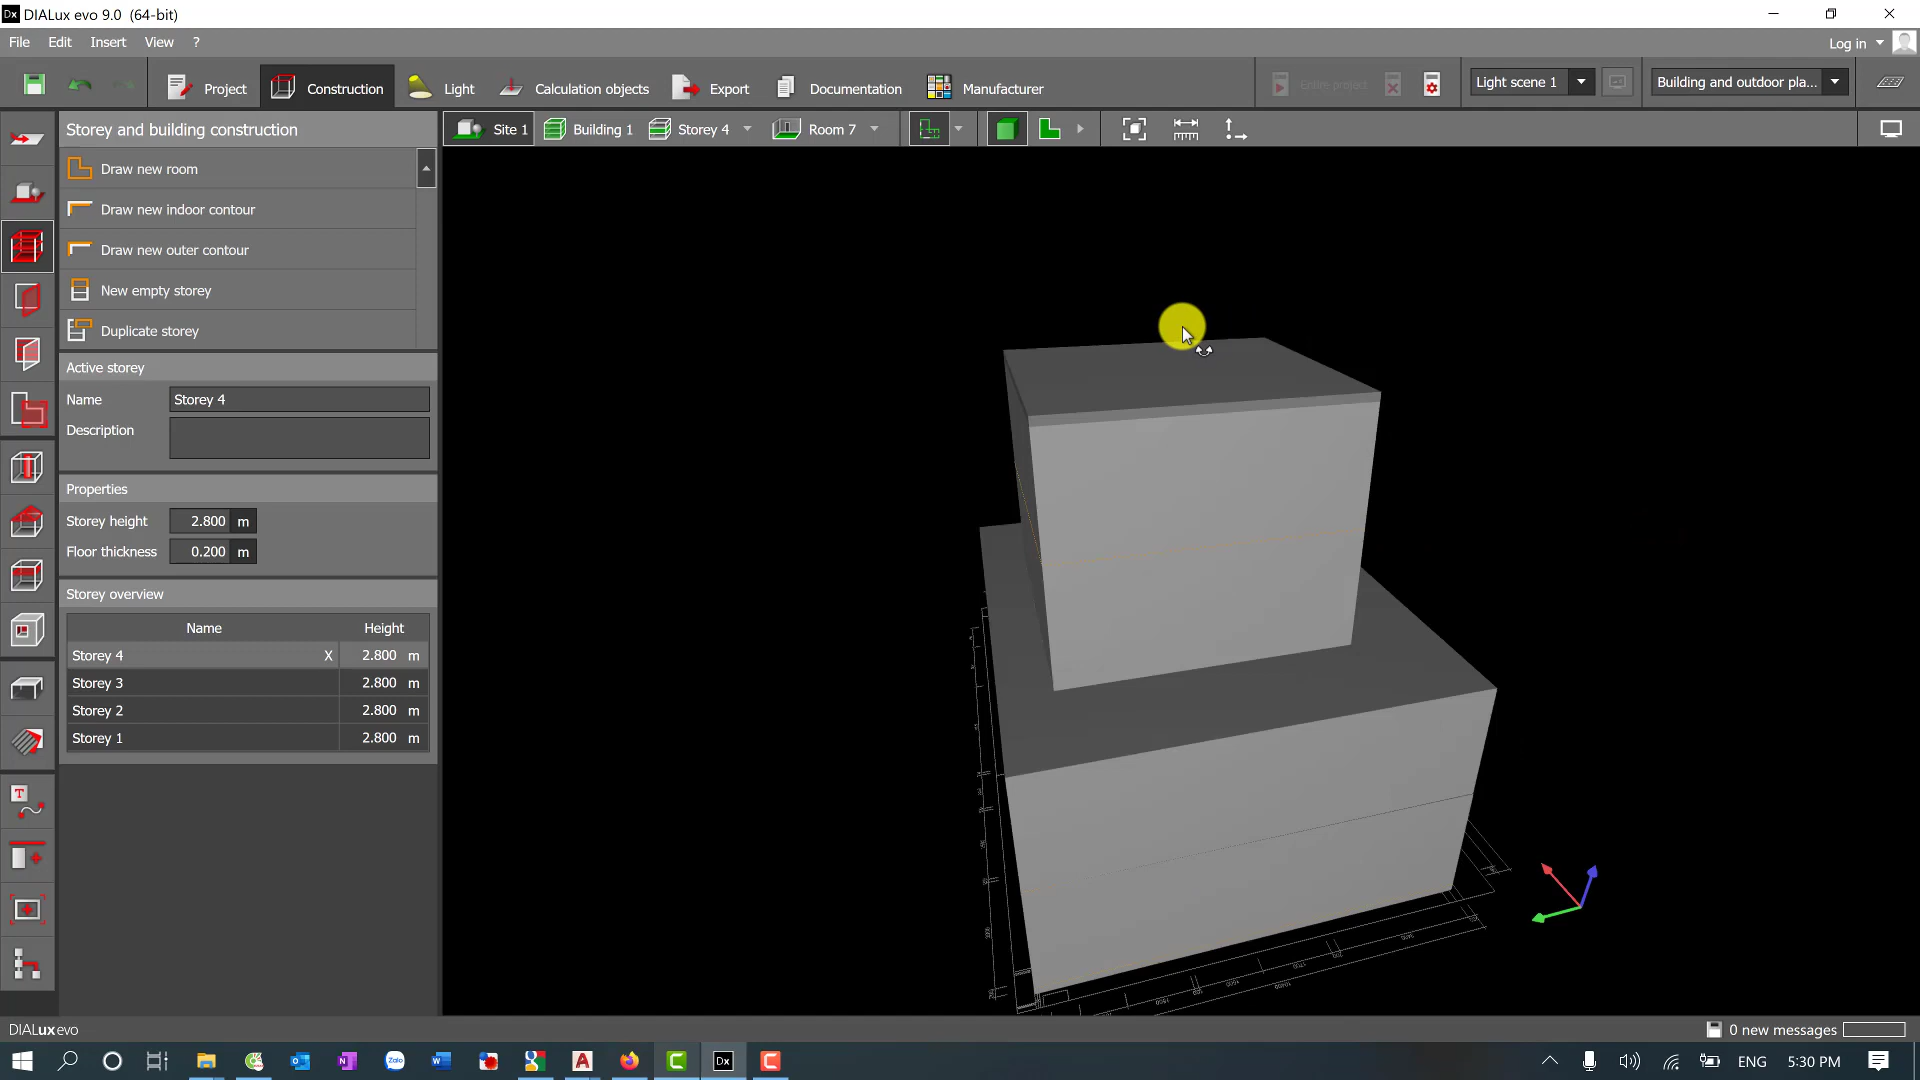 DIALux evo 9.0 (64-bit)
File Edit Insert View ?
Log in
Project Construction Light Calculation objects Export Documentation Manufacturer
Entire project
Light scene 1
Building and outdoor pla...
Storey and building construction
Site 1 Building 1 Storey 4 Room 7
Draw new room
Draw new indoor contour
Draw new outer contour
New empty storey
Duplicate storey
Active storey
Name Storey 4
Description
Properties
Storey height 2.800 m
Floor thickness 0.200 m
Storey overview
Name Height
Storey 4 X 2.800 m
Storey 3 2.800 m
Storey 2 2.800 m
Storey 1 2.800 m
DIALux evo
0 new messages
ENG 5:30 PM